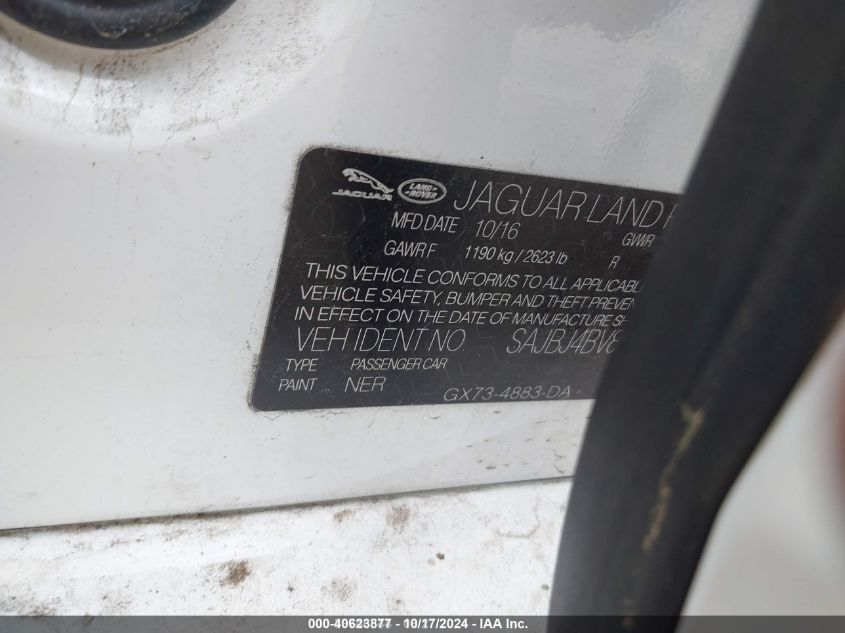 JAGUAR LAND ROVER JAGUAR LAND
MFD DATE 10/16 GVWR
GAWR F 1190 kg / 2623 lb R
THIS VEHICLE CONFORMS TO ALL
VEHICLE SAFETY, BUMPER AND THEFT
IN EFFECT ON THE DATE OF MANUFACTURE
VEH IDENT NO. SAJBJ4BV8
TYPE PASSENGER CAR
PAINT NER
GX73-4883-DA
000-40623877 - 10/17/2024 - IAA Inc.